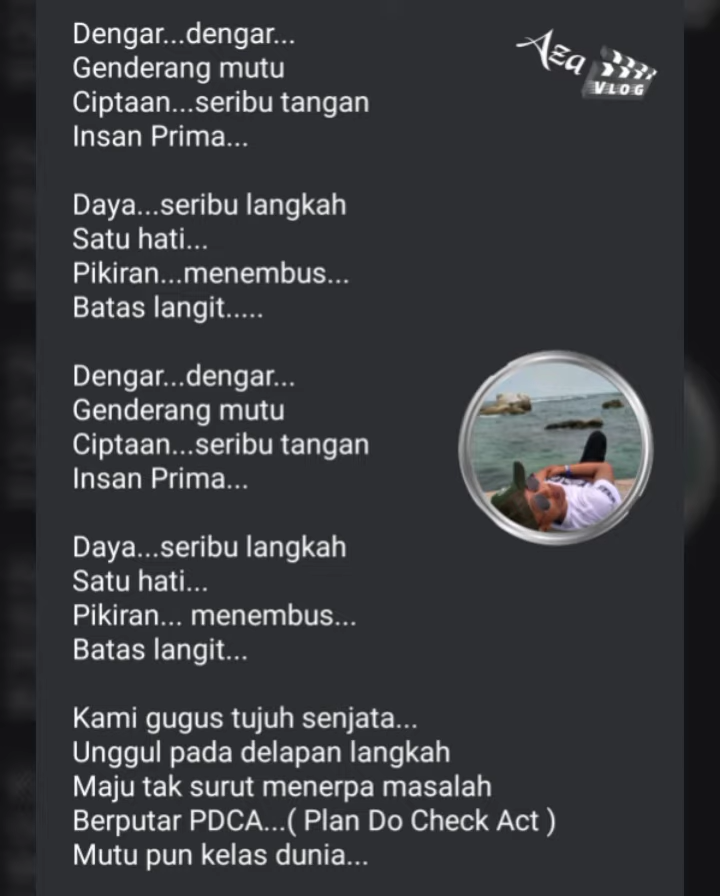 Dengar...dengar...
Genderang mutu
Ciptaan...seribu tangan
Insan Prima...
Daya...seribu langkah
Satu hati...
Pikiran...menembus...
Batas langit.....
Dengar...dengar...
Genderang mutu
Ciptaan...seribu tangan
Insan Prima...
Daya...seribu langkah
Satu hati...
Pikiran... menembus...
Batas langit...
Kami gugus tujuh senjata...
Unggul pada delapan langkah
Maju tak surut menerpa masalah
Berputar PDCA...( Plan Do Check Act )
Mutu pun kelas dunia...
Aza
VLOG